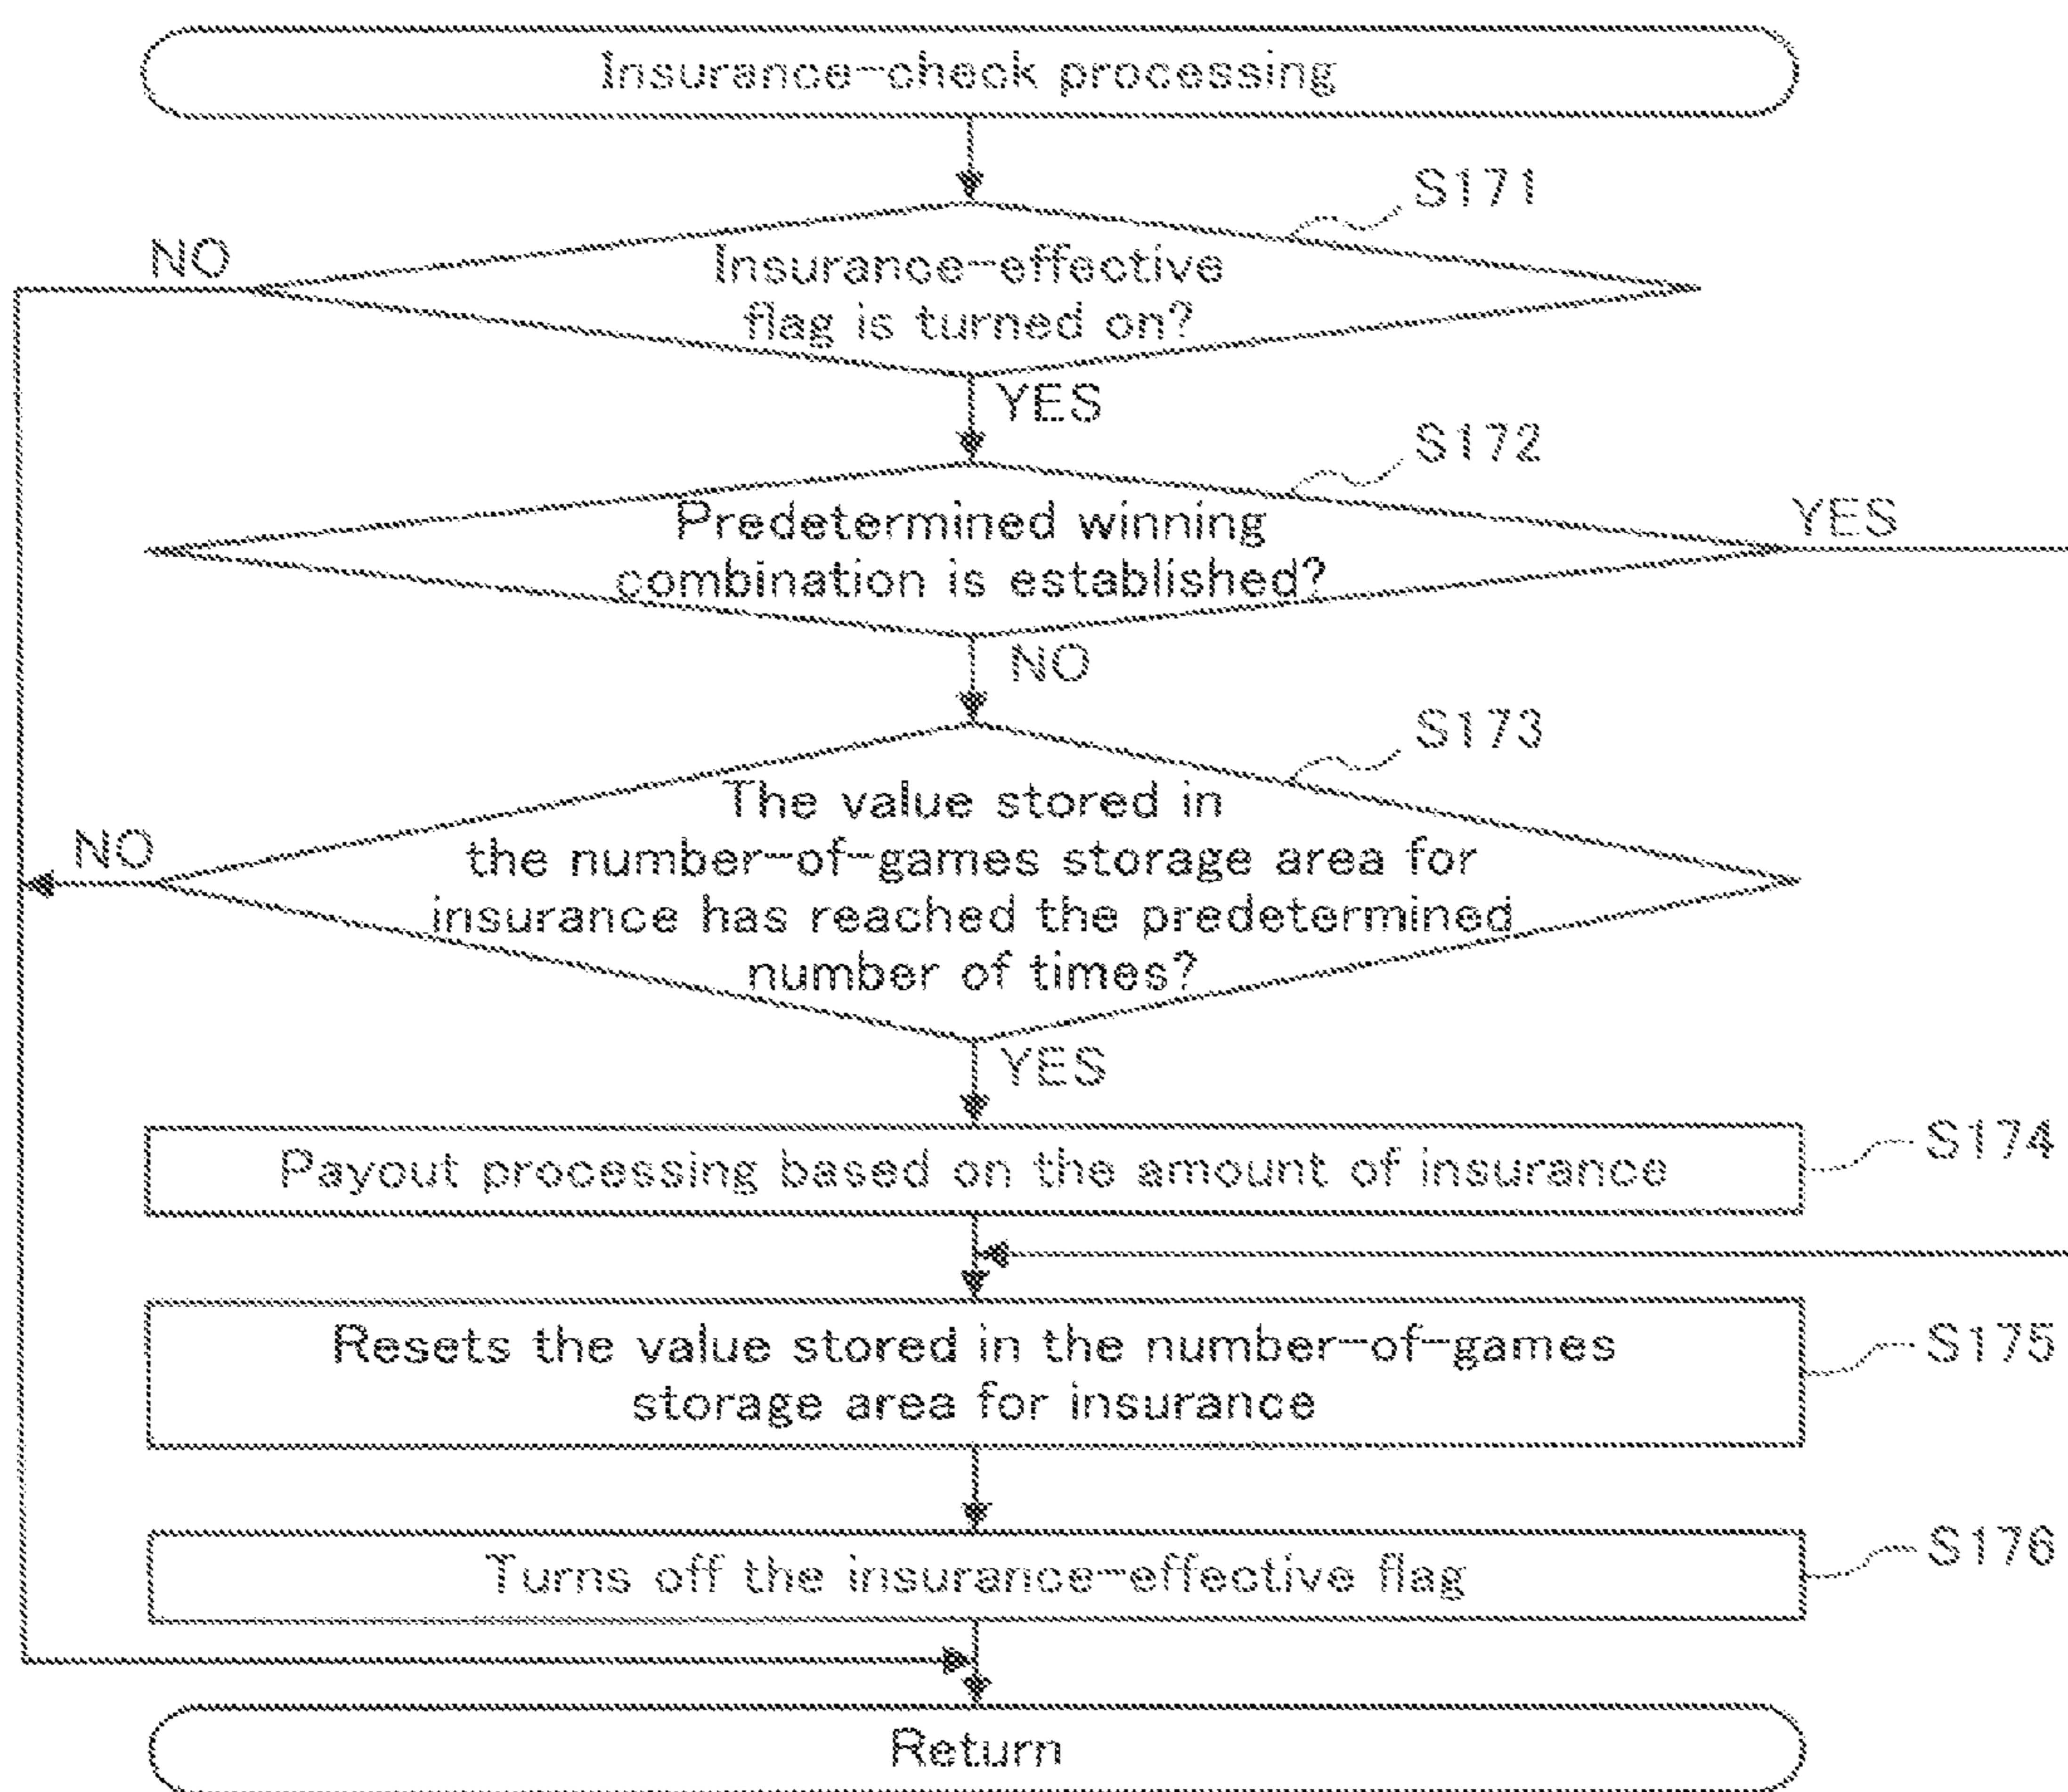 Insurance-check processing
S171
NO
Insurance-effective
flag is turned on?
YES
S172
Predetermined winning
combination is established?
YES
NO
S173
The value stored in
the number-of-games storage area for
insurance has reached the predetermined
number of times?
NO
YES
Payout processing based on the amount of insurance
S174
Resets the value stored in the number-of-games
storage area for insurance
S175
Turns off the insurance-effective flag
S176
Return